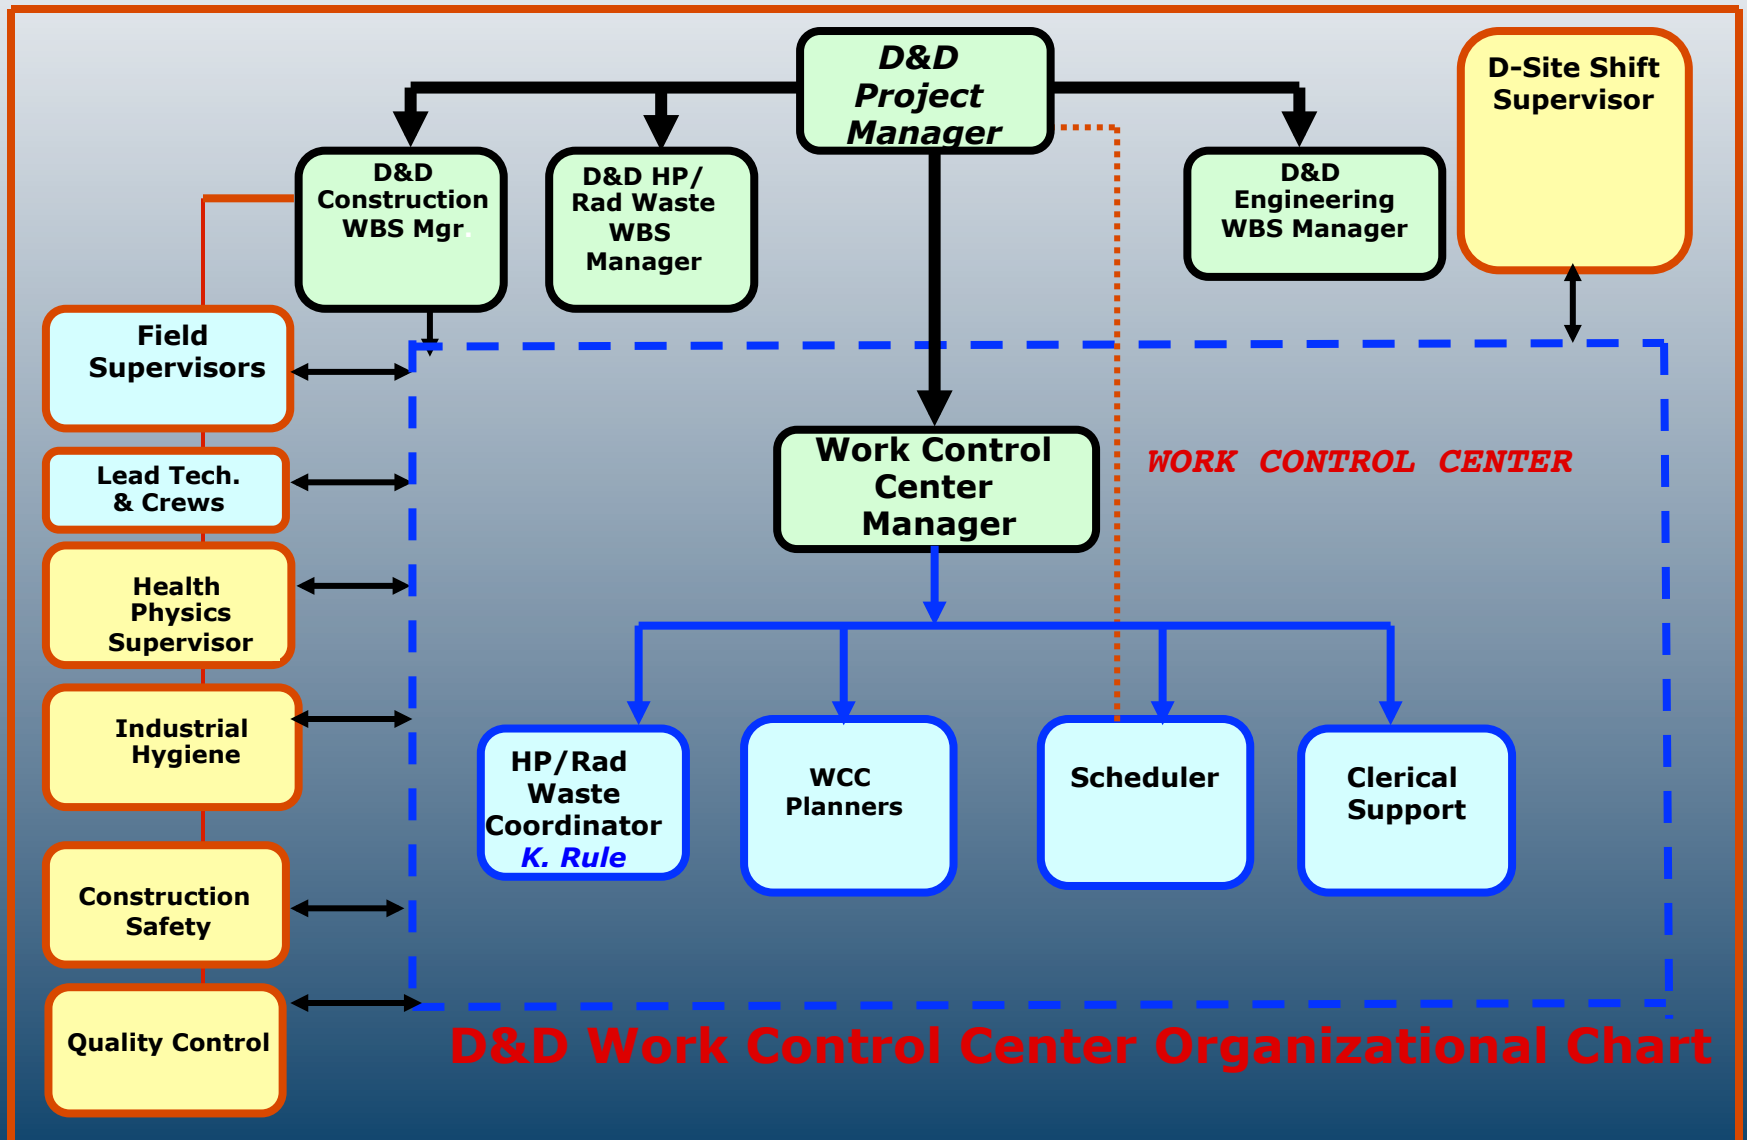 D&D
Project
Manager
D-Site Shift
Supervisor
D&D
Construction
WBS Mgr.
D&D HP/
Rad Waste
WBS
Manager
D&D
Engineering
WBS Manager
Field
Supervisors
Lead Tech.
& Crews
Health
Physics
Supervisor
Industrial
Hygiene
Construction
Safety
Quality Control
Work Control
Center
Manager
WORK CONTROL CENTER
HP/Rad
Waste
Coordinator
K. Rule
WCC
Planners
Scheduler
Clerical
Support
D&D Work Control Center Organizational Chart